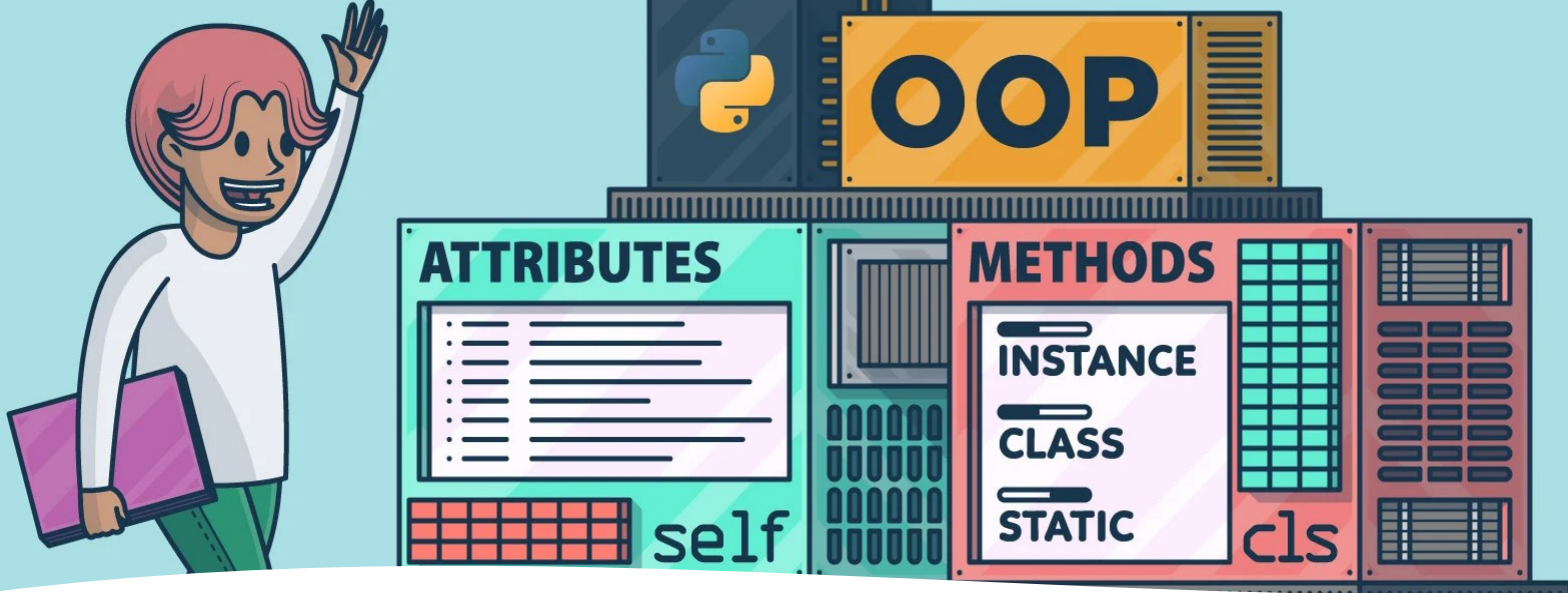 OOP
ATTRIBUTES
self
METHODS
INSTANCE
CLASS
STATIC
cls